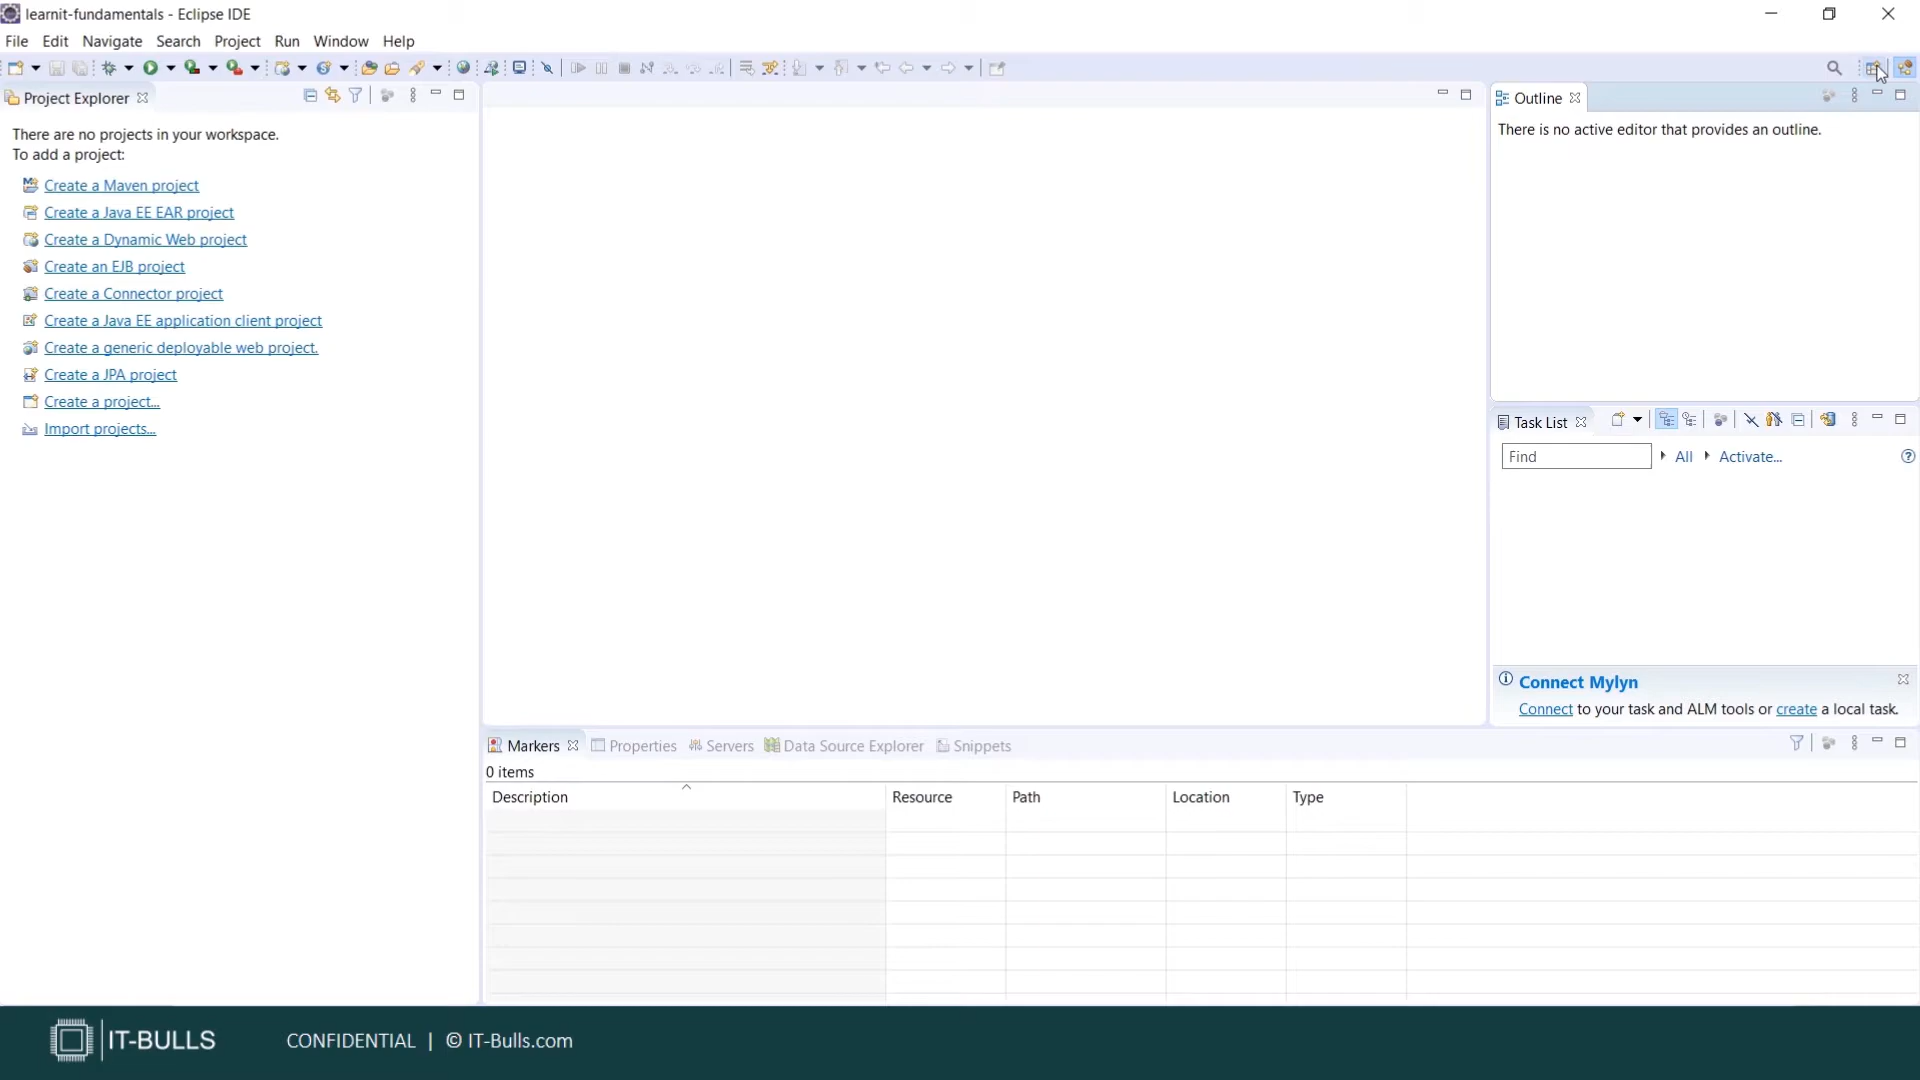 learnit-fundamentals - Eclipse IDE
File Edit Navigate Search Project Run Window Help
Project Explorer
There are no projects in your workspace.
To add a project:
Create a Maven project
Create a Java EE EAR project
Create a Dynamic Web project
Create an EJB project
Create a Connector project
Create a Java EE application client project
Create a generic deployable web project.
Create a JPA project
Create a project...
Import projects...
Outline
There is no active editor that provides an outline.
Task List
Find All Activate...
Connect Mylyn
Connect to your task and ALM tools or create a local task.
Markers Properties Servers Data Source Explorer Snippets
0 items
Description Resource Path Location Type
IT-BULLS CONFIDENTIAL | © IT-Bulls.com